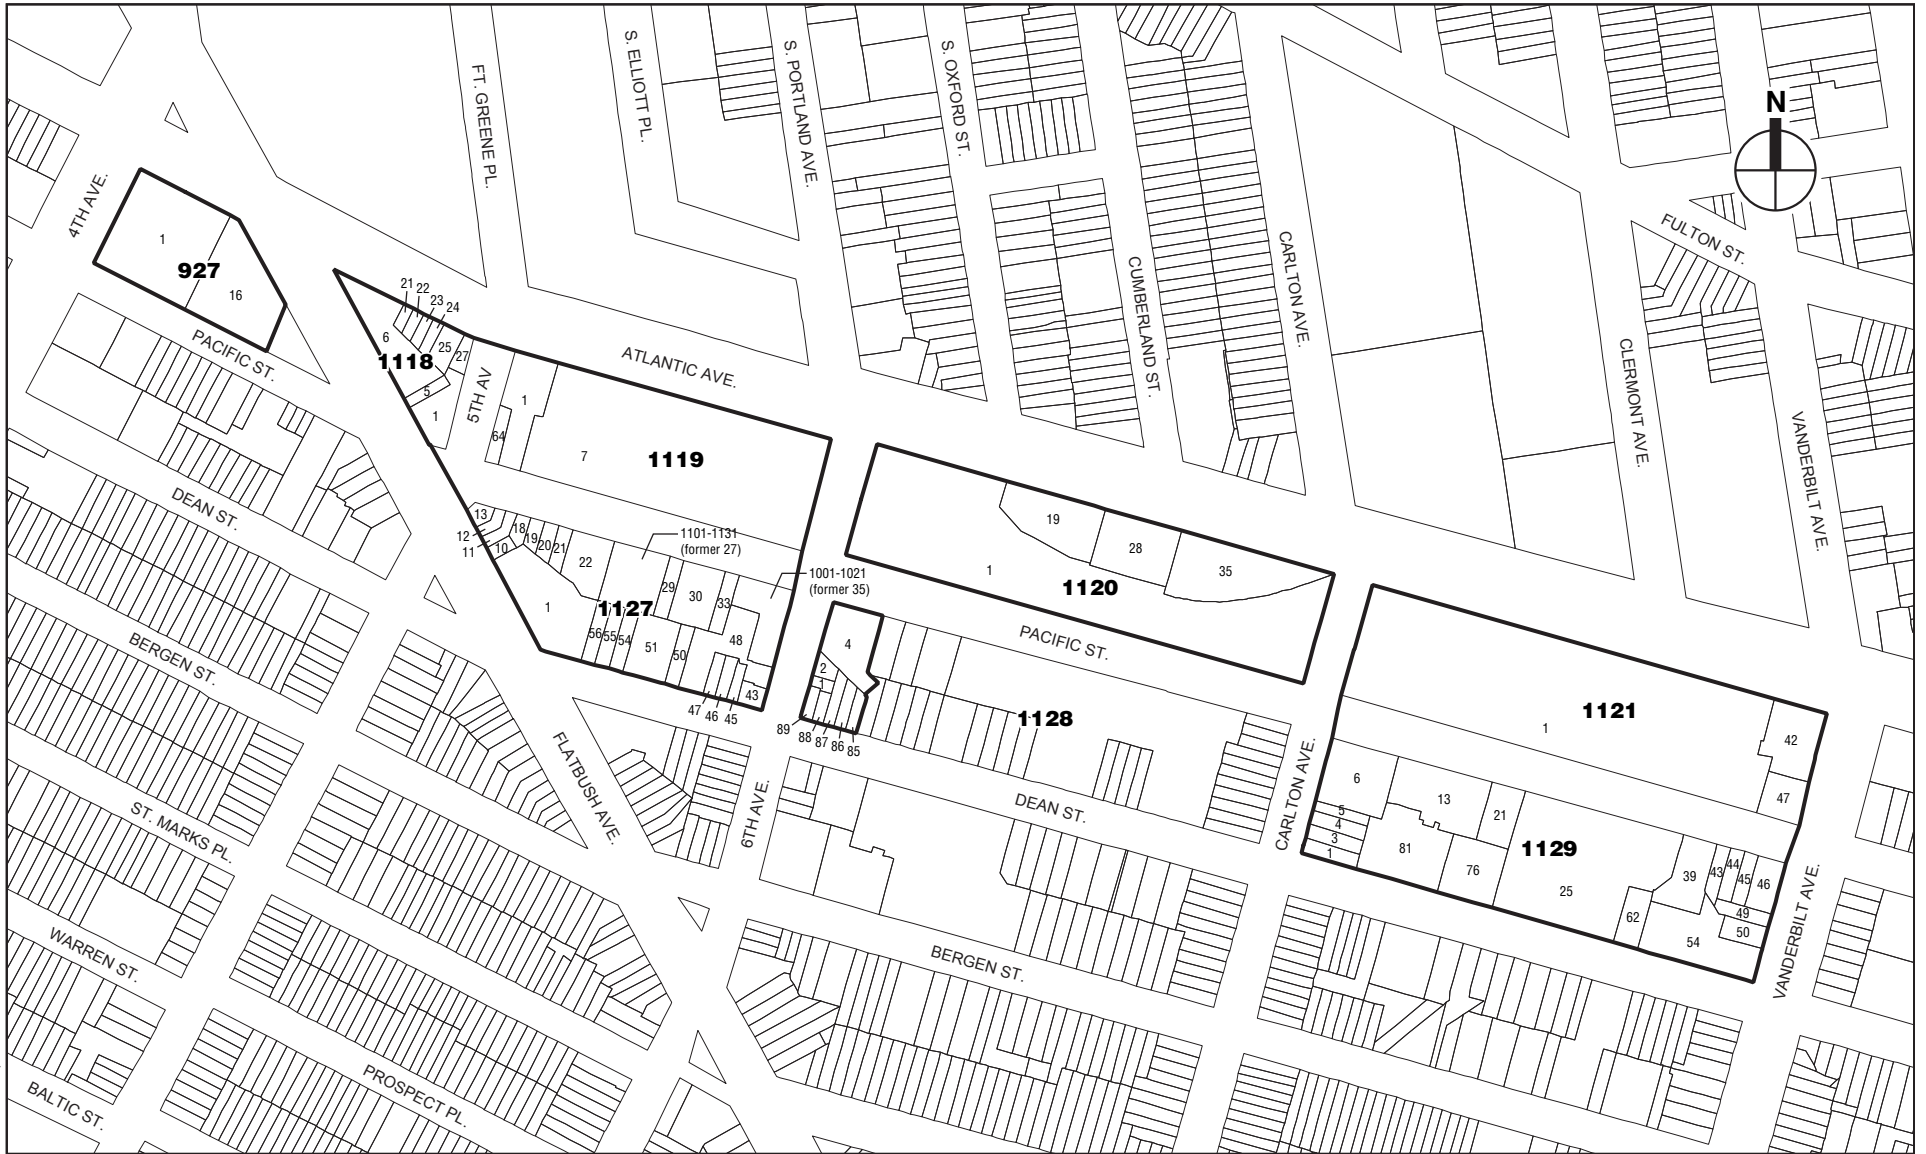 N
FT. GREENE PL.
S. ELLIOTT PL.
S. PORTLAND AVE.
S. OXFORD ST.
CUMBERLAND ST.
CARLTON AVE.
CLERMONT AVE.
FULTON ST.
VANDERBILT AVE.
4TH AVE.
1
927
16
PACIFIC ST.
21
22
23
24
6
25
27
1118
5
1
5TH AV
ATLANTIC AVE.
1
64
7
1119
13
12
11
10
18
19
20
21
22
1101-1131
(former 27)
1001-1021
(former 35)
29
30
33
1
1127
56
55
54
51
50
48
47
46
45
43
19
28
35
1
1120
PACIFIC ST.
4
2
1
89
88
87
86
85
1128
1121
1
42
47
6
5
4
3
1
13
21
81
76
1129
25
39
43
44
45
46
49
50
62
54
DEAN ST.
DEAN ST.
BERGEN ST.
BERGEN ST.
FLATBUSH AVE.
6TH AVE.
CARLTON AVE.
VANDERBILT AVE.
ST. MARKS PL.
WARREN ST.
PROSPECT PL.
BALTIC ST.